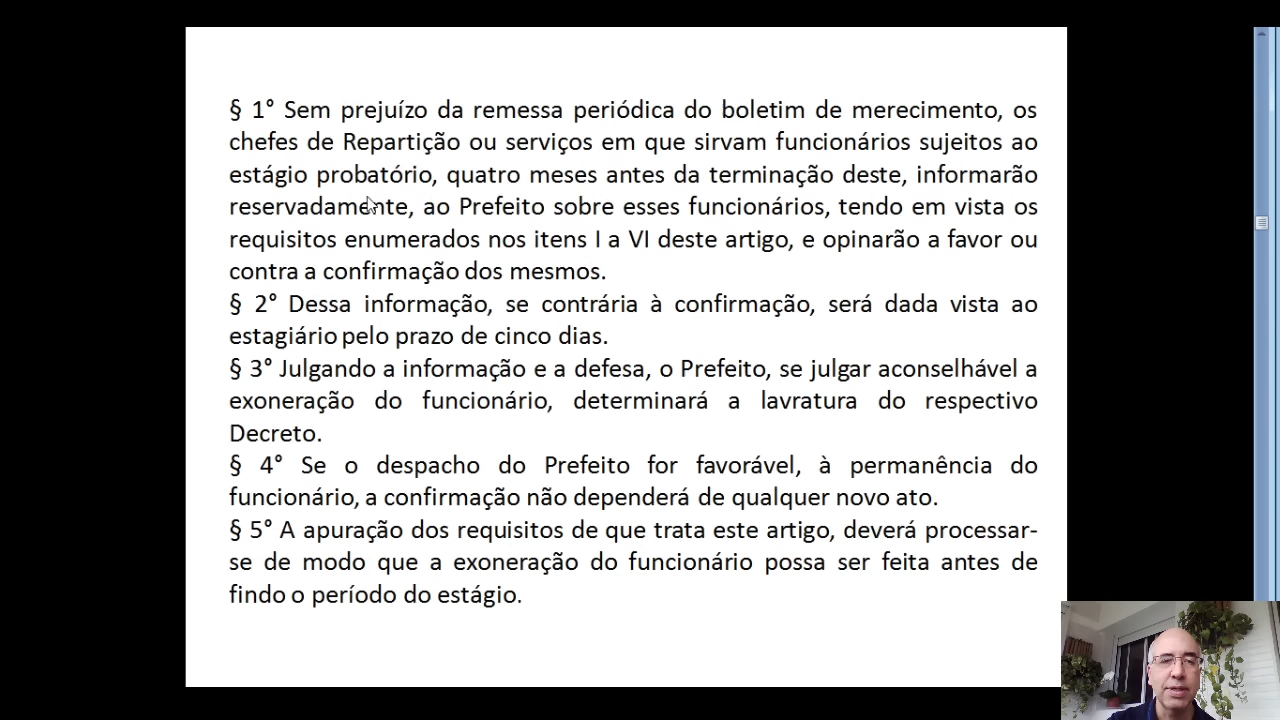 § 1° Sem prejuízo da remessa periódica do boletim de merecimento, os
chefes de Repartição ou serviços em que sirvam funcionários sujeitos ao
estágio probatório, quatro meses antes da terminação deste, informarão
reservadamente, ao Prefeito sobre esses funcionários, tendo em vista os
requisitos enumerados nos itens I a VI deste artigo, e opinarão a favor ou
contra a confirmação dos mesmos.
§ 2° Dessa informação, se contrária à confirmação, será dada vista ao
estagiário pelo prazo de cinco dias.
§ 3° Julgando a informação e a defesa, o Prefeito, se julgar aconselhável a
exoneração do funcionário, determinará a lavratura do respectivo
Decreto.
§ 4° Se o despacho do Prefeito for favorável, à permanência do
funcionário, a confirmação não dependerá de qualquer novo ato.
§ 5° A apuração dos requisitos de que trata este artigo, deverá processar-
se de modo que a exoneração do funcionário possa ser feita antes de
findo o período do estágio.